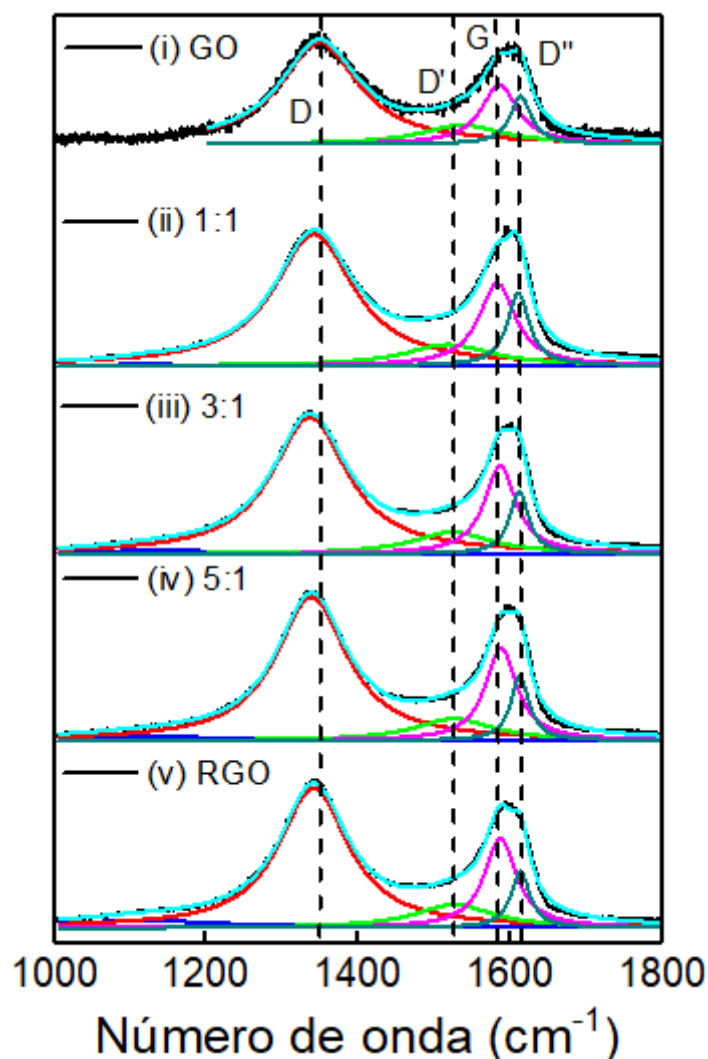 (i) GO
G
D'
D''
D
(ii) 1:1
(iii) 3:1
(iv) 5:1
(v) RGO
1000 1200 1400 1600 1800
Número de onda (cm⁻¹)